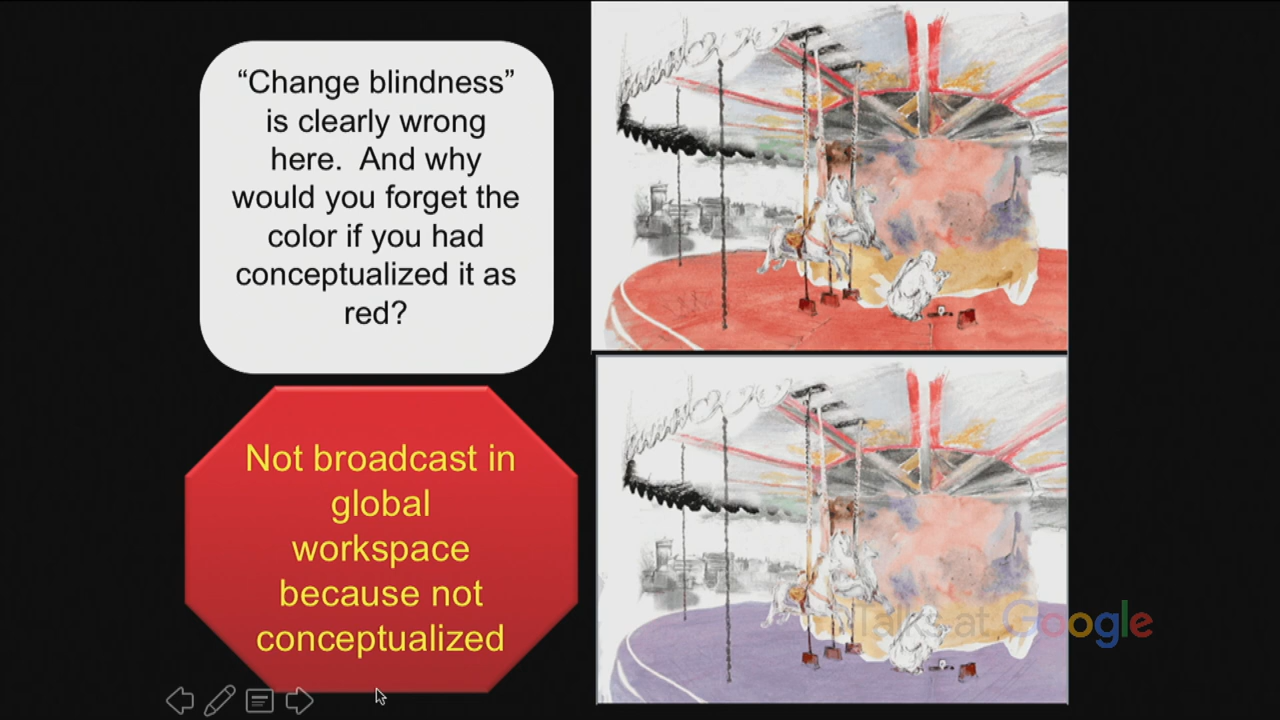 “Change blindness”
is clearly wrong
here.  And why
would you forget the
color if you had
conceptualized it as
red?
Not broadcast in
global
workspace
because not
conceptualized
Talks at Google